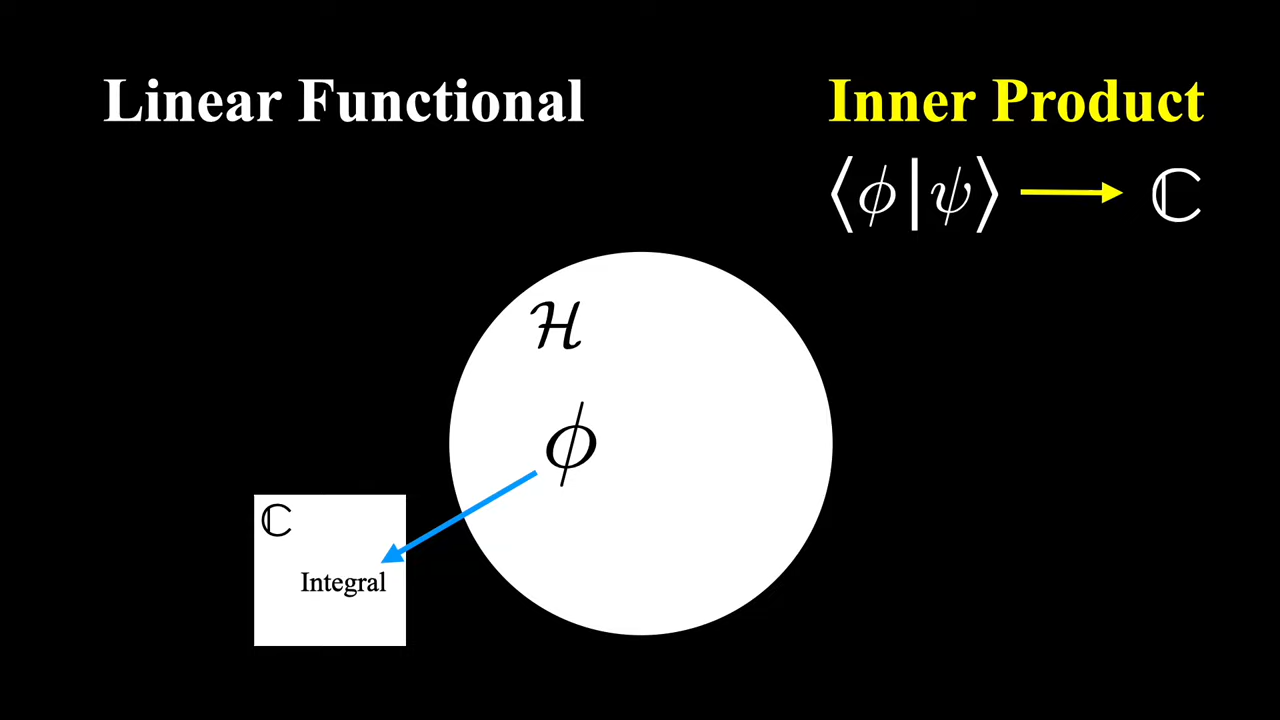 Linear Functional
Inner Product
⟨ϕ|ψ⟩ → ℂ
ℋ
ϕ
ℂ
Integral